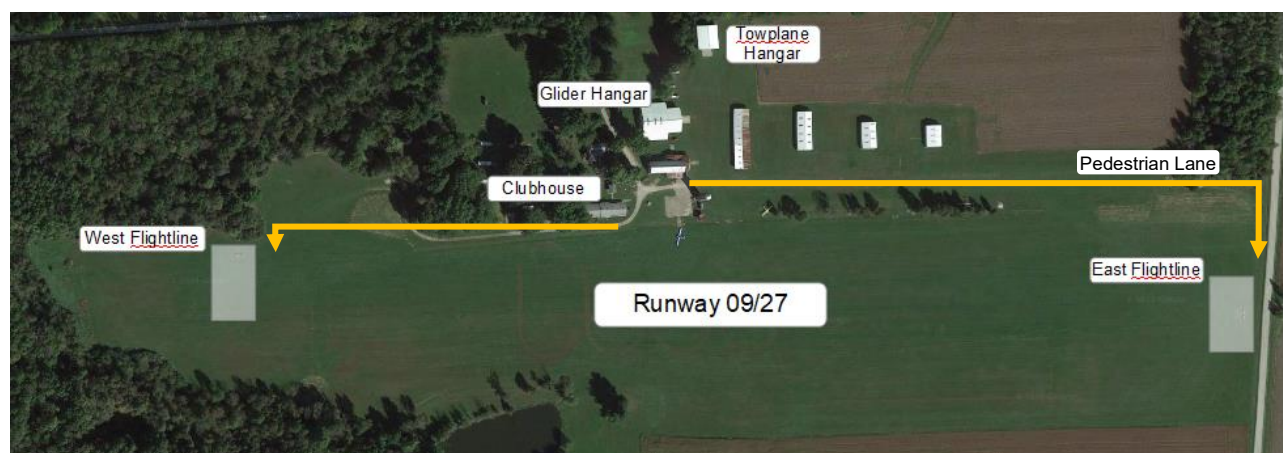 Towplane
Hangar
Glider Hangar
Pedestrian Lane
Clubhouse
West Flightline
East Flightline
Runway 09/27